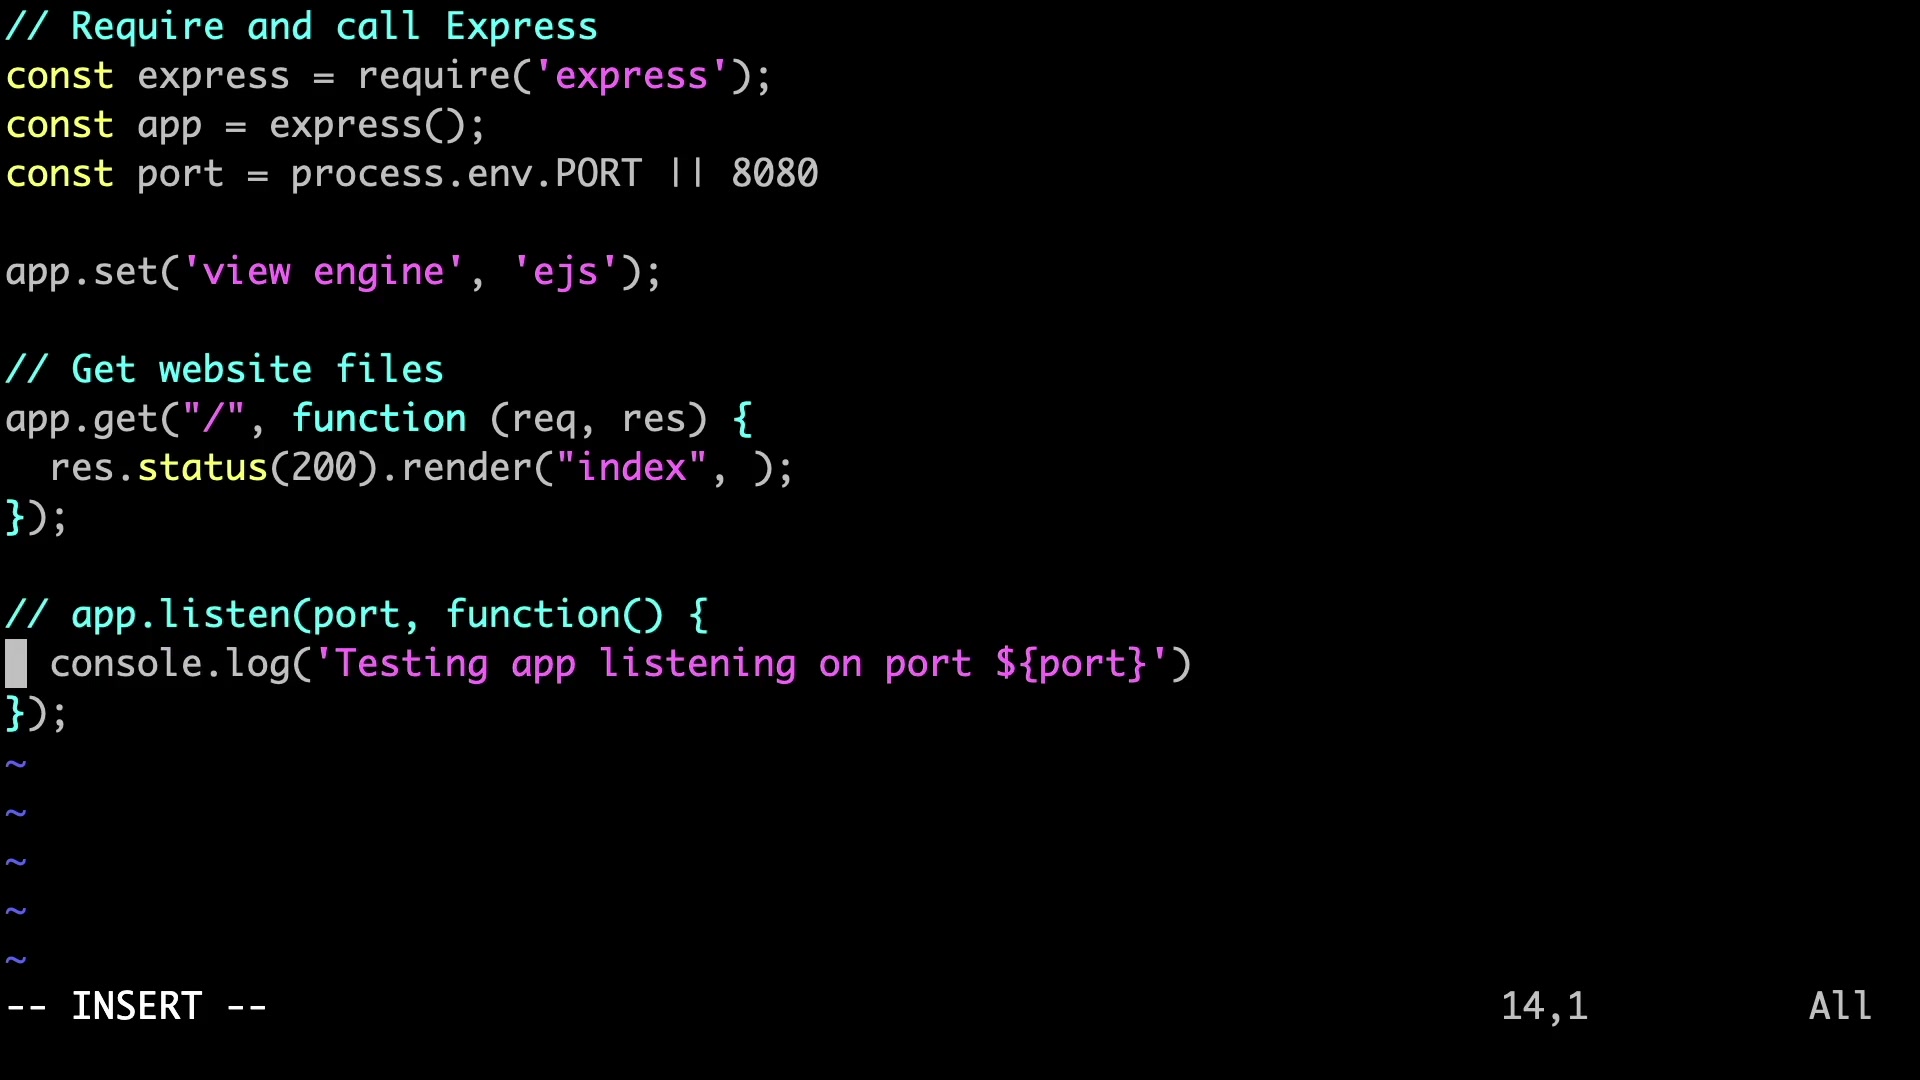 // Require and call Express
const express = require('express');
const app = express();
const port = process.env.PORT || 8080
app.set('view engine', 'ejs');
// Get website files
app.get("/", function (req, res) {
  res.status(200).render("index", );
});
// app.listen(port, function() {
  console.log('Testing app listening on port ${port}')
});
~
~
~
~
~
-- INSERT -- 14,1 All